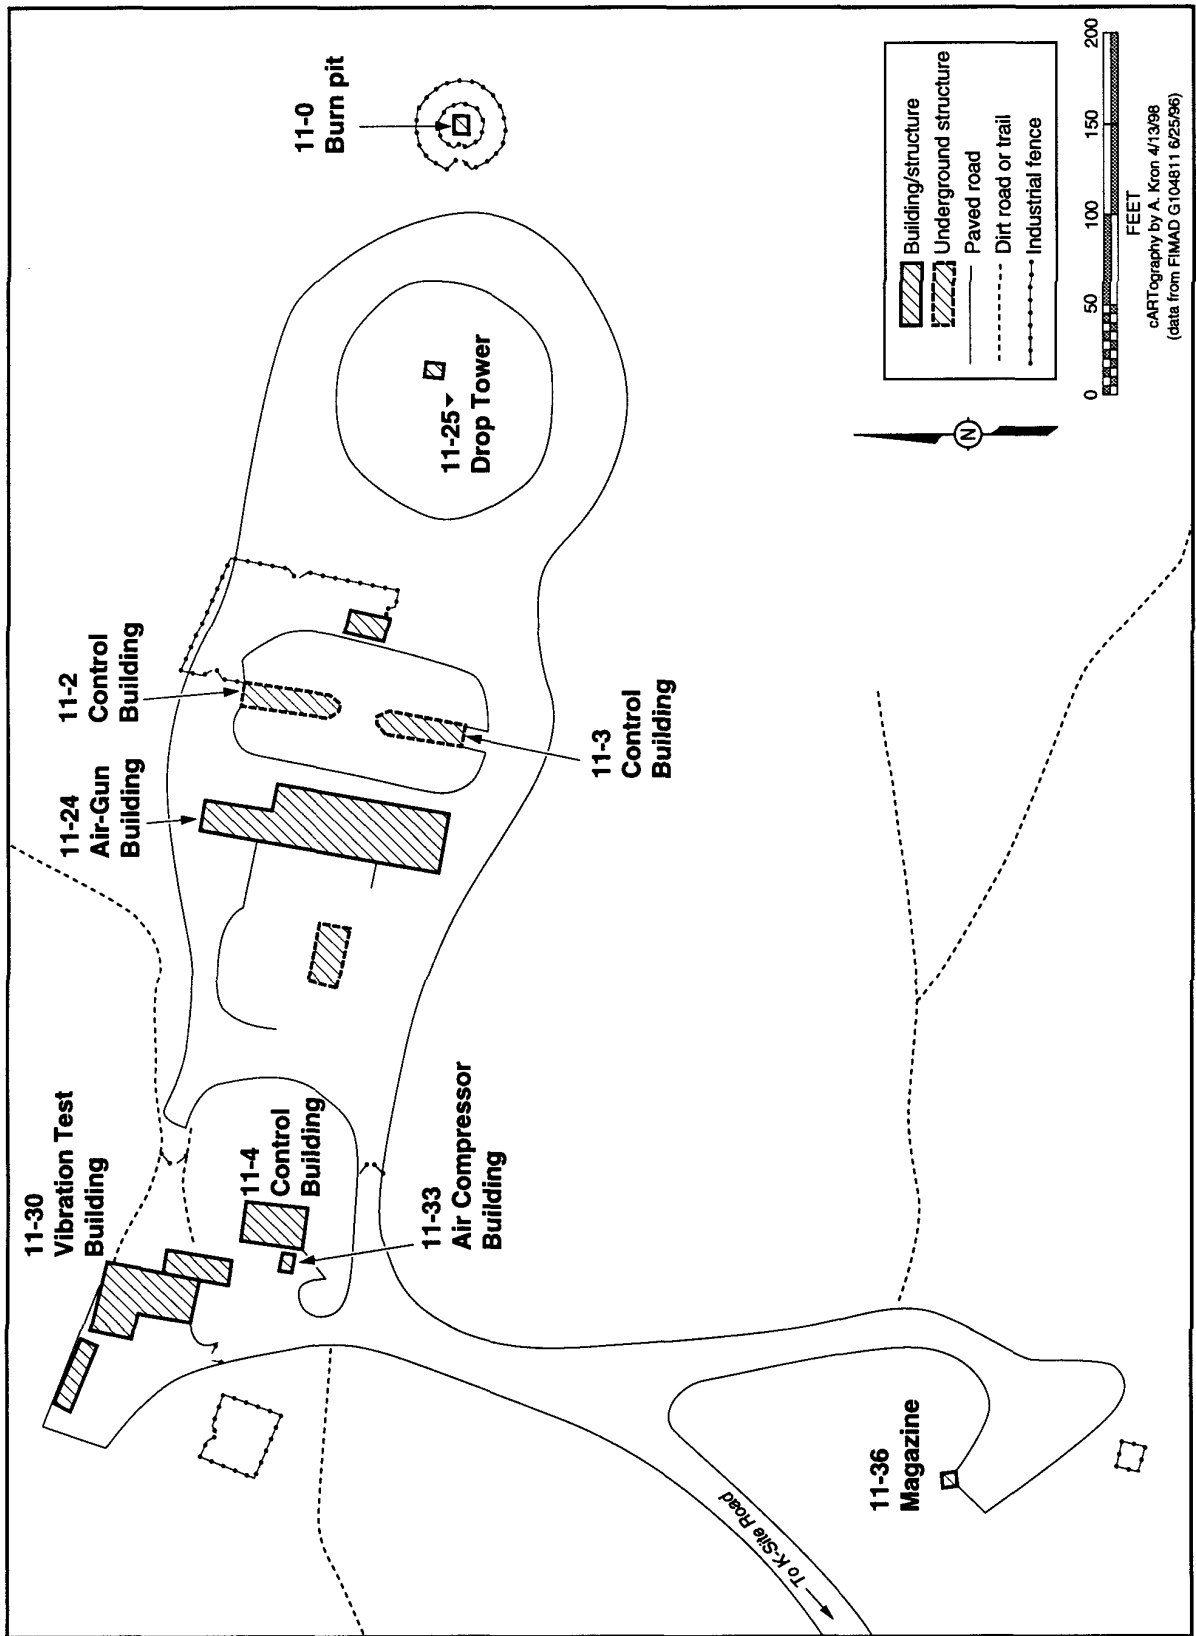 11-0
Burn pit
11-2
Control
Building
11-24
Air-Gun
Building
11-30
Vibration Test
Building
11-25
Drop Tower
11-3
Control
Building
11-4
Control
Building
11-33
Air Compressor
Building
11-36
Magazine
To K-Site Road
N
Building/structure
Underground structure
Paved road
Dirt road or trail
Industrial fence
0 50 100 150 200
FEET
cARTography by A. Kron 4/13/98
(data from FIMAD G104811 6/25/96)